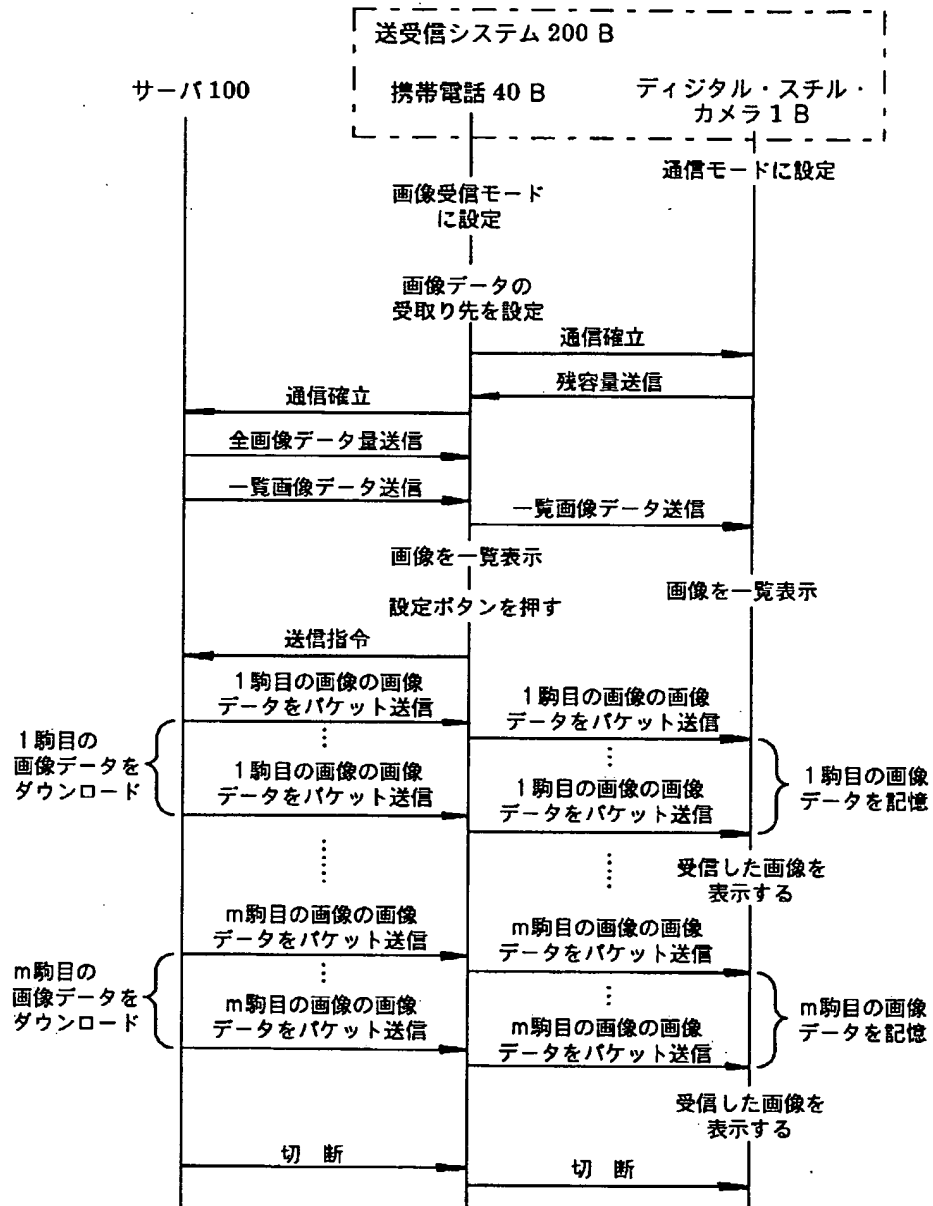 送受信システム 200 B
サーバ 100
携帯電話 40 B
ディジタル・スチル・
カメラ 1 B
通信モードに設定
画像受信モード
に設定
画像データの
受取り先を設定
通信確立
残容量送信
通信確立
全画像データ量送信
一覧画像データ送信
一覧画像データ送信
画像を一覧表示
画像を一覧表示
設定ボタンを押す
送信指令
1駒目の画像の画像
データをパケット送信
1駒目の画像の画像
データをパケット送信
1駒目の
画像データを
ダウンロード
1駒目の画像の画像
データをパケット送信
1駒目の画像の画像
データをパケット送信
1駒目の画像
データを記憶
受信した画像を
表示する
m駒目の画像の画像
データをパケット送信
m駒目の画像の画像
データをパケット送信
m駒目の
画像データを
ダウンロード
m駒目の画像の画像
データをパケット送信
m駒目の画像の画像
データをパケット送信
m駒目の画像
データを記憶
受信した画像を
表示する
切 断
切 断